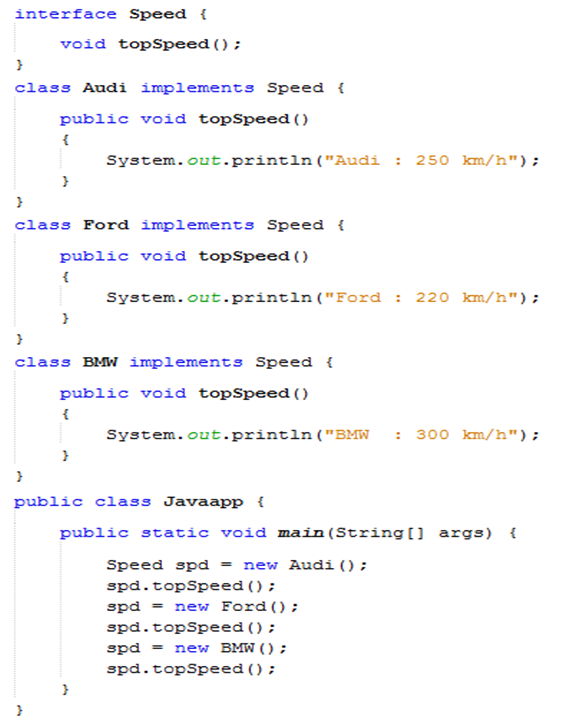 interface Speed {
    void topSpeed();
}
class Audi implements Speed {
    public void topSpeed()
    {
        System.out.println("Audi : 250 km/h");
    }
}
class Ford implements Speed {
    public void topSpeed()
    {
        System.out.println("Ford : 220 km/h");
    }
}
class BMW implements Speed {
    public void topSpeed()
    {
        System.out.println("BMW  : 300 km/h");
    }
}
public class Javaapp {
    public static void main(String[] args) {
        Speed spd = new Audi();
        spd.topSpeed();
        spd = new Ford();
        spd.topSpeed();
        spd = new BMW();
        spd.topSpeed();
    }
}